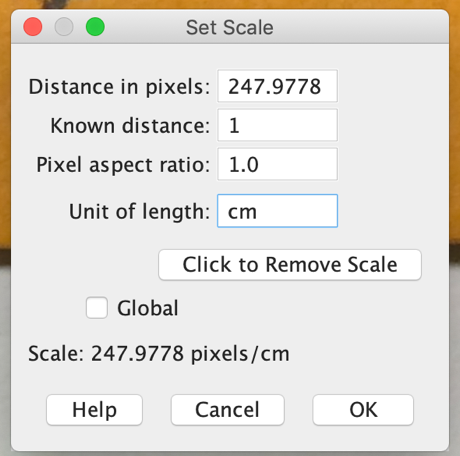 Set Scale
Distance in pixels: 247.9778
Known distance: 1
Pixel aspect ratio: 1.0
Unit of length: cm
Click to Remove Scale
Global
Scale: 247.9778 pixels/cm
Help Cancel OK